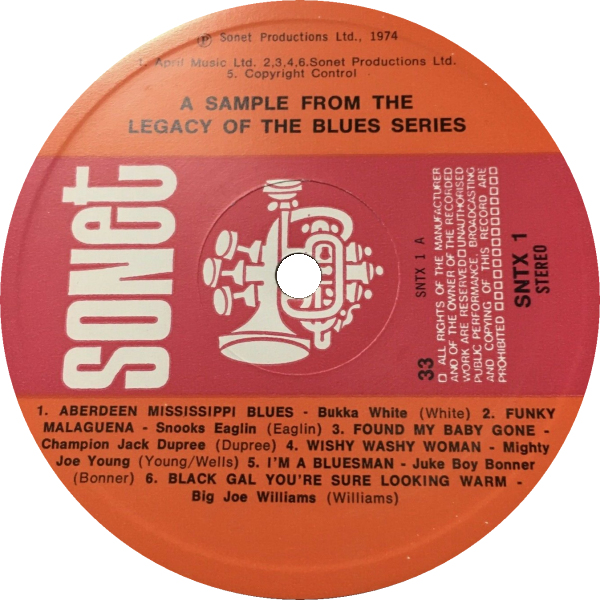 ℗ Sonet Productions Ltd., 1974
1. April Music Ltd. 2,3,4,6.Sonet Productions Ltd.
5. Copyright Control
A SAMPLE FROM THE
LEGACY OF THE BLUES SERIES
sonet
SNTX 1 A
33
□ ALL RIGHTS OF THE MANUFACTURER
AND OF THE OWNER OF THE RECORDED
WORK ARE RESERVED □ UNAUTHORISED
PUBLIC PERFORMANCE, BROADCASTING
AND COPYING OF THIS RECORD ARE
PROHIBITED □□□□□□□□□□□□□□
SNTX 1
STEREO
1. ABERDEEN MISSISSIPPI BLUES - Bukka White (White) 2. FUNKY
MALAGUENA - Snooks Eaglin (Eaglin) 3. FOUND MY BABY GONE -
Champion Jack Dupree (Dupree) 4. WISHY WASHY WOMAN - Mighty
Joe Young (Young/Wells) 5. I'M A BLUESMAN - Juke Boy Bonner
(Bonner) 6. BLACK GAL YOU'RE SURE LOOKING WARM -
Big Joe Williams (Williams)